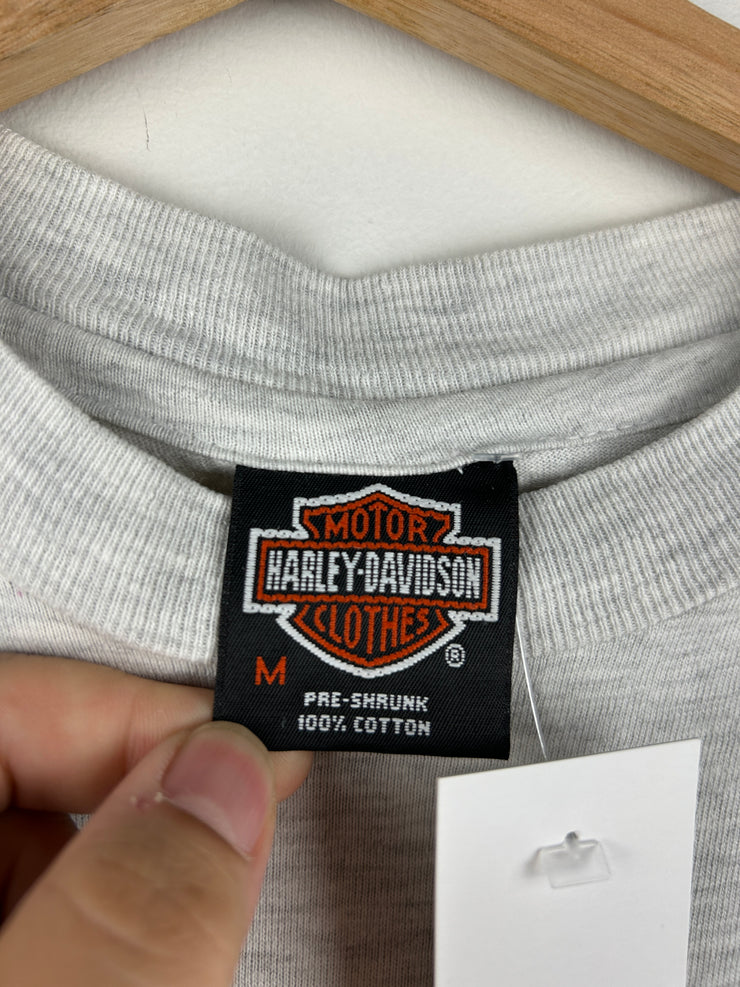 MOTOR
HARLEY-DAVIDSON
CLOTHES
®
M
PRE-SHRUNK
100% COTTON